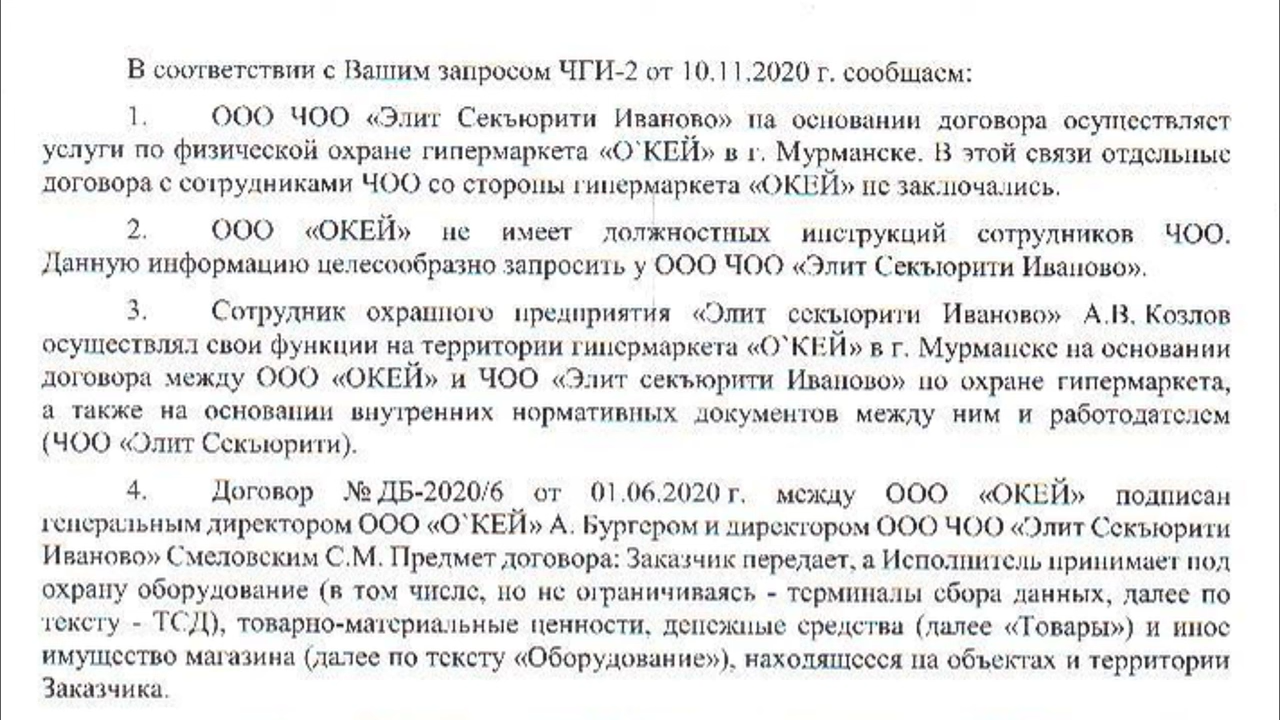 В соответствии с Вашим запросом ЧГИ-2 от 10.11.2020 г. сообщаем:
1. ООО ЧОО «Элит Секъюрити Иваново» на основании договора осуществляет
услуги по физической охране гипермаркета «О`КЕЙ» в г. Мурманске. В этой связи отдельные
договора с сотрудниками ЧОО со стороны гипермаркета «ОКЕЙ» не заключались.
2. ООО «ОКЕЙ» не имеет должностных инструкций сотрудников ЧОО.
Данную информацию целесообразно запросить у ООО ЧОО «Элит Секъюрити Иваново».
3. Сотрудник охранного предприятия «Элит секъюрити Иваново» А.В. Козлов
осуществлял свои функции на территории гипермаркета «О`КЕЙ» в г. Мурманске на основании
договора между ООО «ОКЕЙ» и ЧОО «Элит секъюрити Иваново» по охране гипермаркета,
а также на основании внутренних нормативных документов между ним и работодателем
(ЧОО «Элит Секъюрити).
4. Договор № ДБ-2020/6 от 01.06.2020 г. между ООО «ОКЕЙ» подписан
генеральным директором ООО «О`КЕЙ» А. Бургером и директором ООО ЧОО «Элит Секъюрити
Иваново» Смеловским С.М. Предмет договора: Заказчик передает, а Исполнитель принимает под
охрану оборудование (в том числе, но не ограничиваясь - терминалы сбора данных, далее по
тексту - ТСД), товарно-материальные ценности, денежные средства (далее «Товары») и иное
имущество магазина (далее по тексту «Оборудование»), находящееся на объектах и территории
Заказчика.